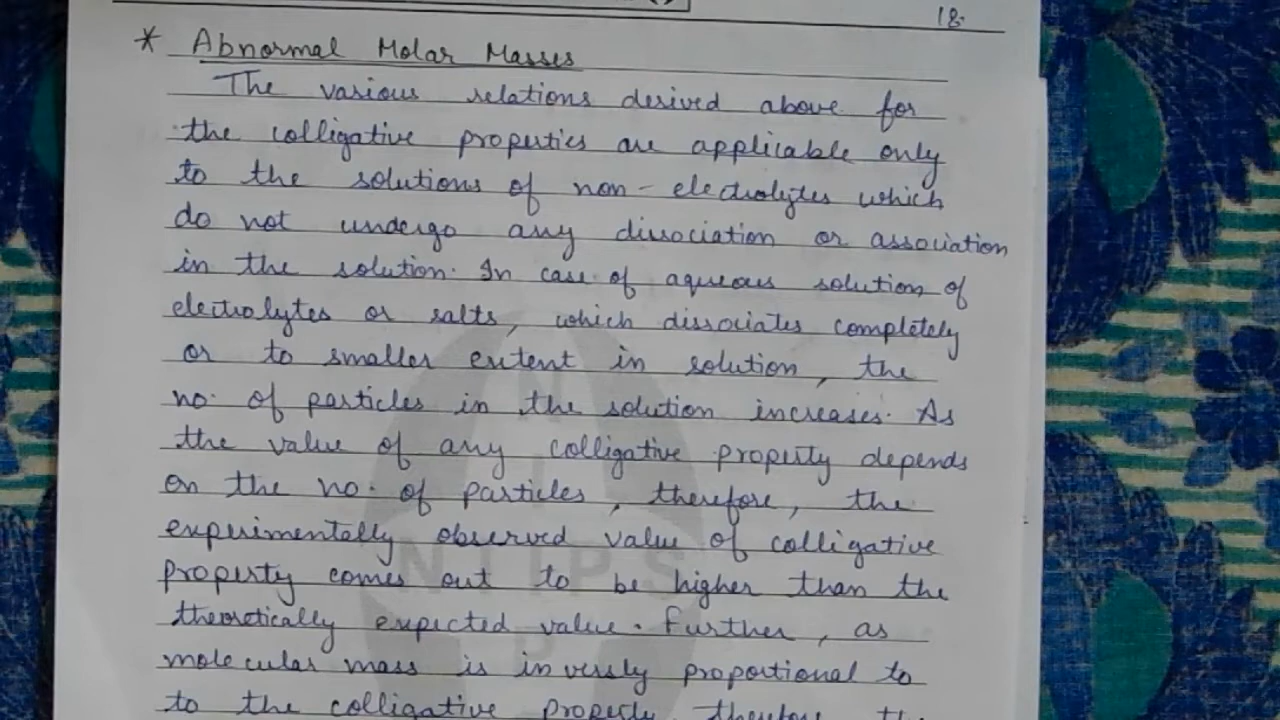 18.
* Abnormal Molar Masses
The various relations derived above for
the colligative properties are applicable only
to the solutions of non-electrolytes which
do not undergo any dissociation or association
in the solution. In case of aqueous solution of
electrolytes or salts, which dissociates completely
or to smaller extent in solution, the
no. of particles in the solution increases. As
the value of any colligative property depends
on the no. of particles, therefore, the
experimentally observed value of colligative
property comes out to be higher than the
theoretically expected value. Further, as
molecular mass is inversly proportional to
to the colligative property therefore
N
I
NIIPS
P